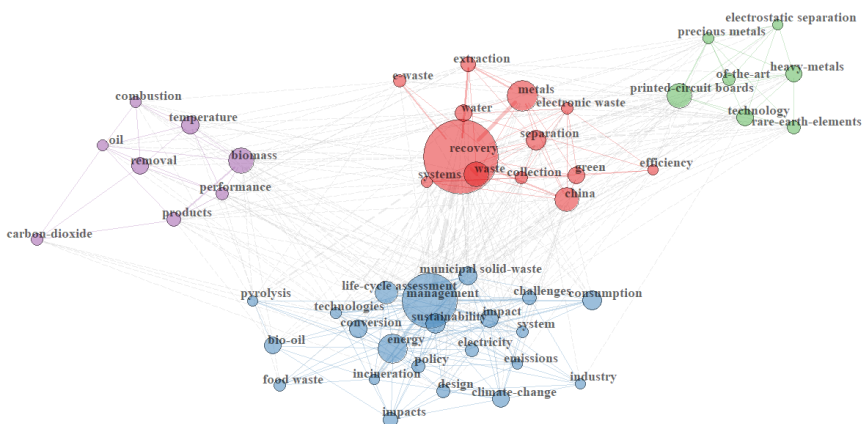 electrostatic separation
precious metals
extraction
e-waste
of-the-art
heavy-metals
metals
printed-circuit boards
combustion
electronic waste
water
technology
temperature
rare-earth-elements
separation
oil
recovery
biomass
removal
efficiency
waste
systems
collection
green
performance
china
products
carbon-dioxide
municipal solid-waste
life-cycle assessment
challenges
pyrolysis
management
consumption
technologies
impact
sustainability
conversion
system
energy
bio-oil
electricity
policy
emissions
food waste
incineration
industry
design
climate-change
impacts